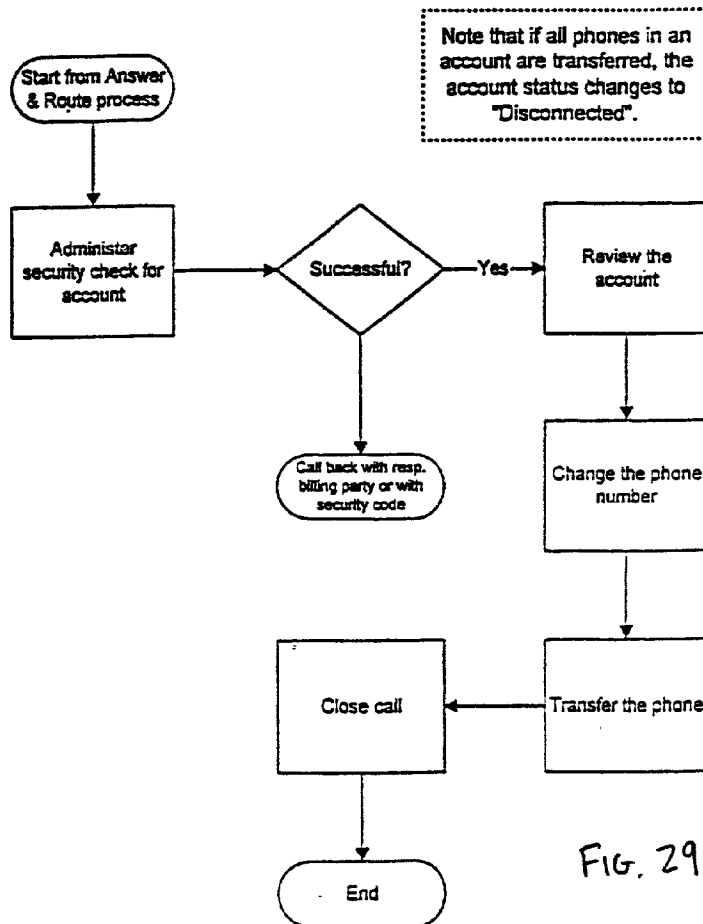 Note that if all phones in an
account are transferred, the
account status changes to
"Disconnected".
Start from Answer
& Route process
Administar
security check for
account
Successful?
Yes
Review the
account
Call back with resp.
billing party or with
security code
Change the phone
number
Close call
Transfer the phone
End
FIG. 29